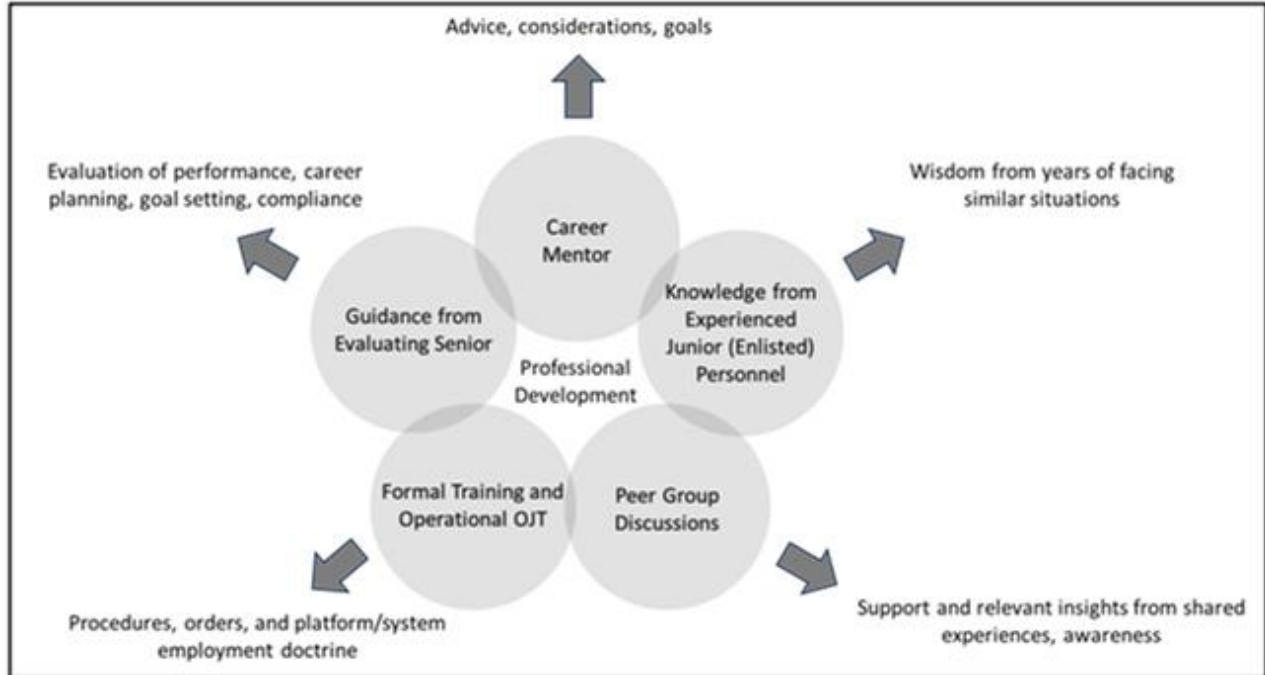 Advice, considerations, goals
Evaluation of performance, career
planning, goal setting, compliance
Wisdom from years of facing
similar situations
Career
Mentor
Guidance from
Evaluating Senior
Knowledge from
Experienced
Junior (Enlisted)
Personnel
Professional
Development
Formal Training and
Operational OJT
Peer Group
Discussions
Procedures, orders, and platform/system
employment doctrine
Support and relevant insights from shared
experiences, awareness